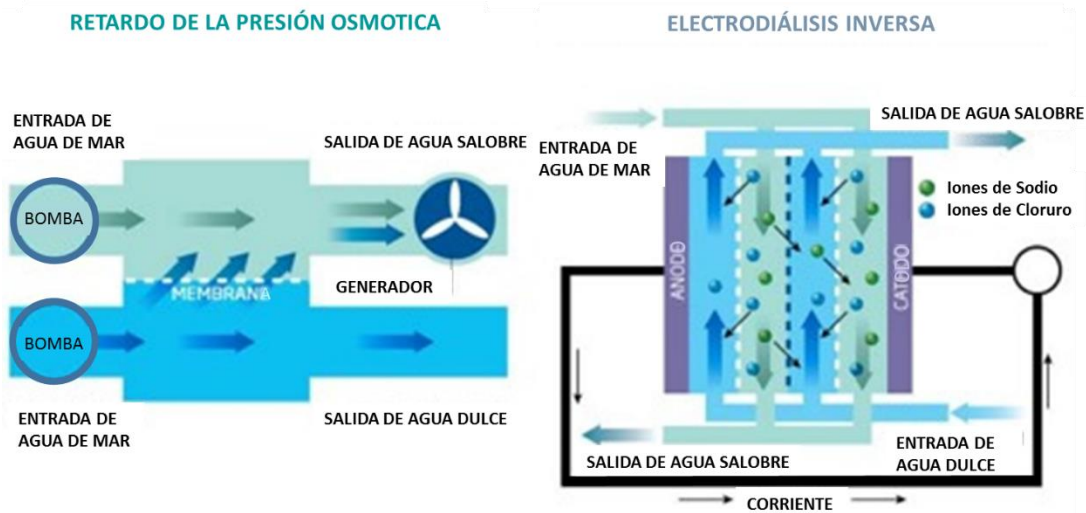 RETARDO DE LA PRESIÓN OSMOTICA
ENTRADA DE
AGUA DE MAR
SALIDA DE AGUA SALOBRE
BOMBA
MEMBRANA
GENERADOR
BOMBA
ENTRADA DE
AGUA DE MAR
SALIDA DE AGUA DULCE
ELECTRODIÁLISIS INVERSA
SALIDA DE AGUA SALOBRE
ENTRADA DE
AGUA DE MAR
Iones de Sodio
Iones de Cloruro
ANODO
SALIDA DE AGUA SALOBRE
ENTRADA DE
AGUA DULCE
CORRIENTE